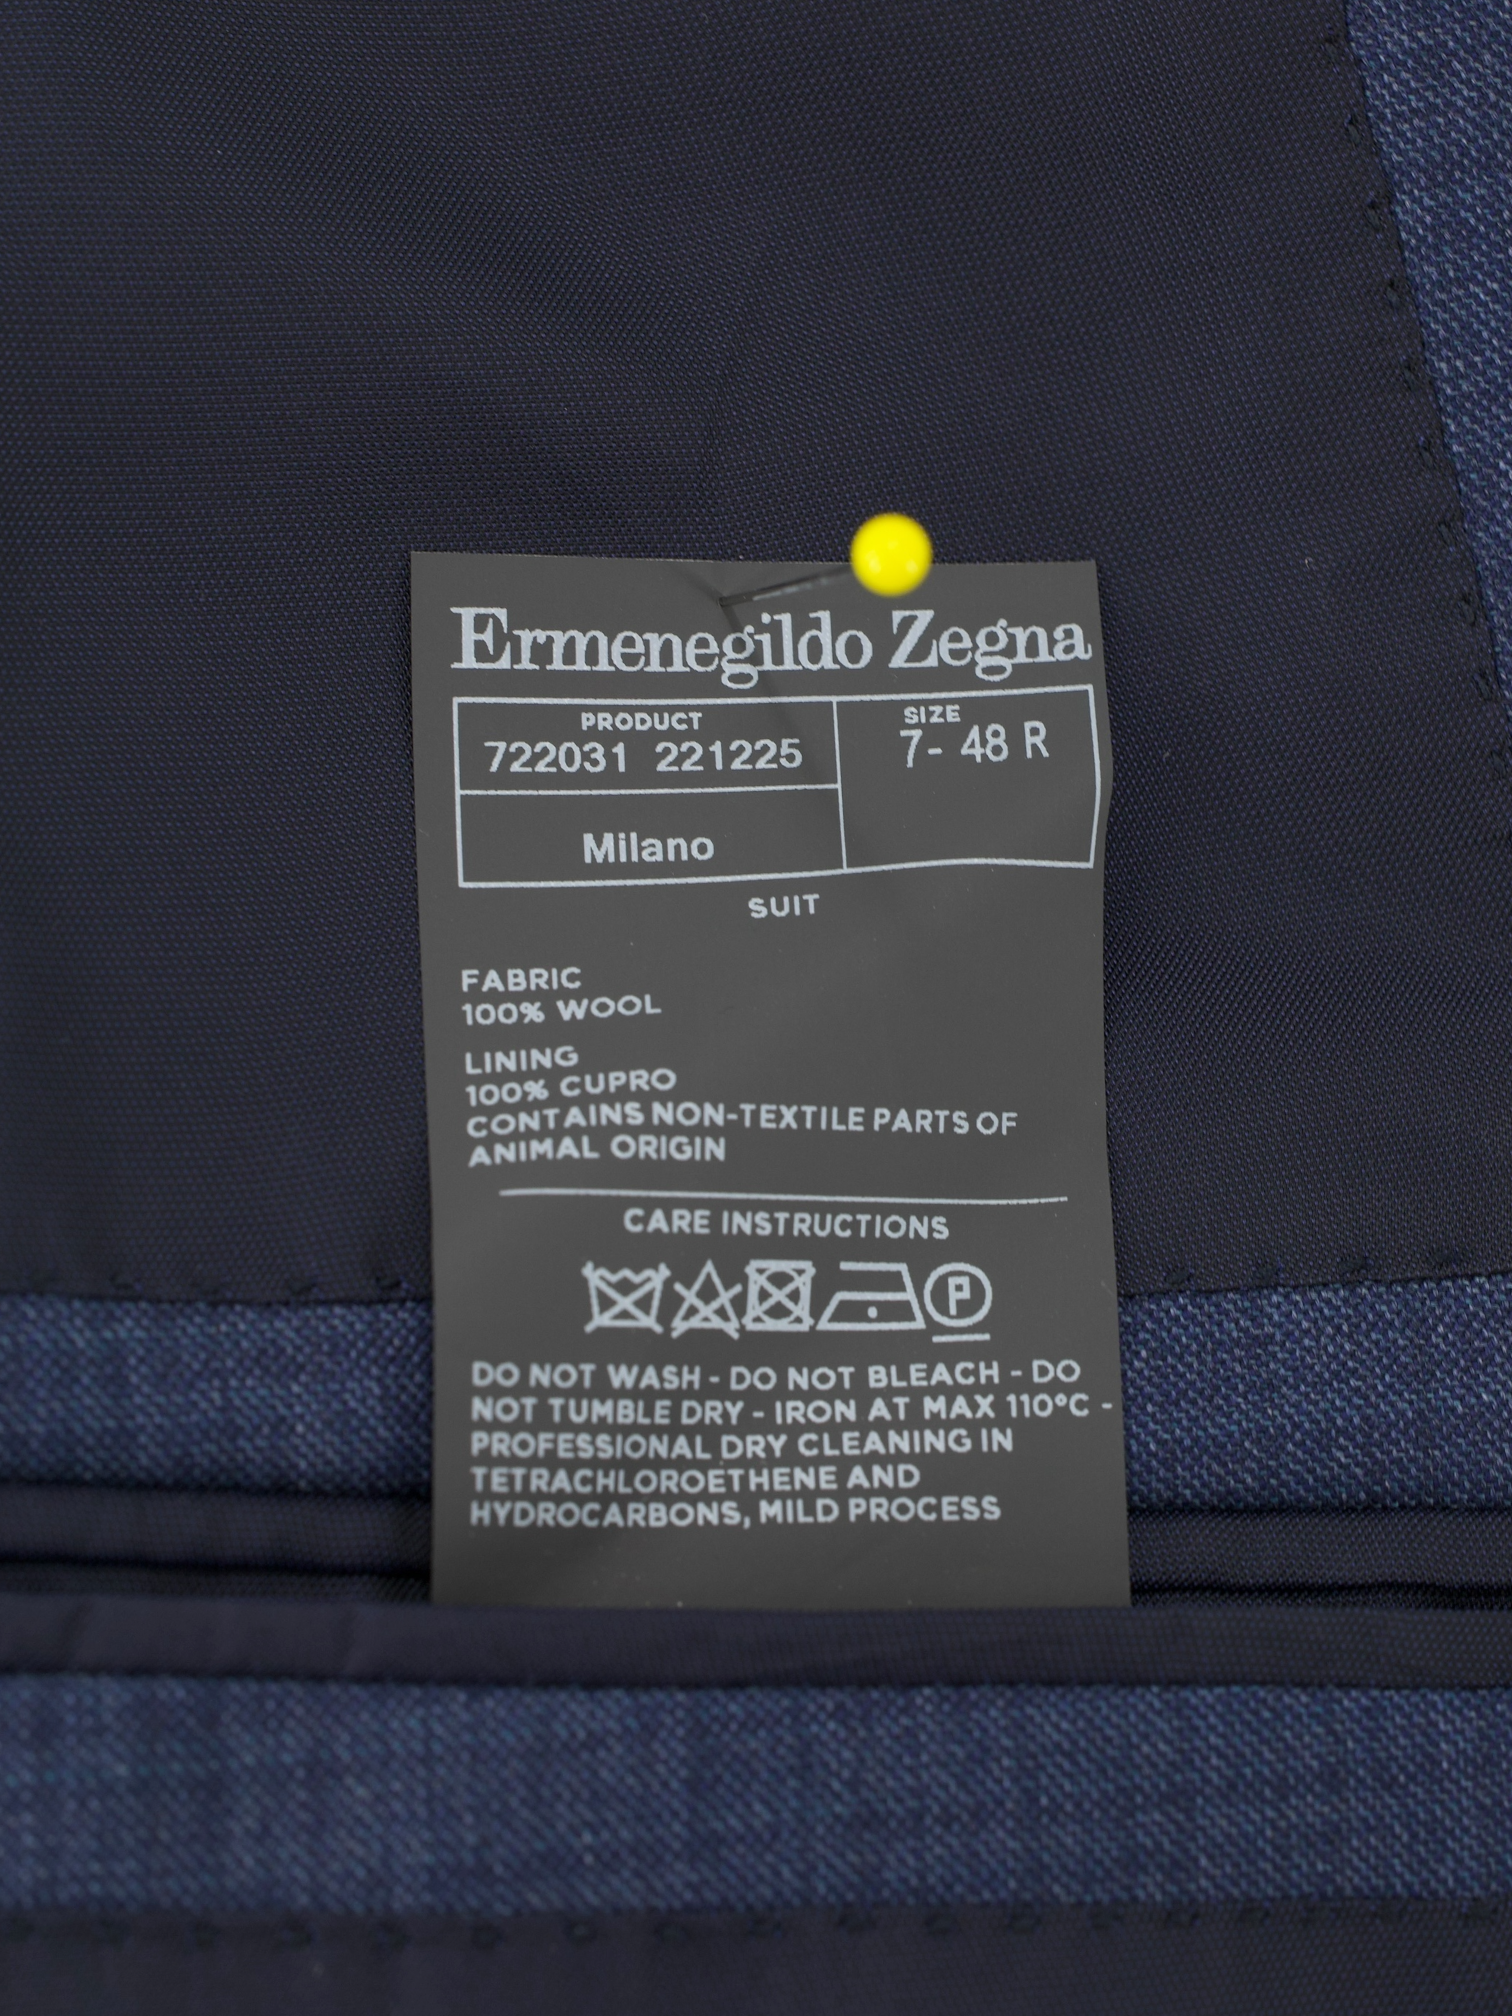 Ermenegildo Zegna
PRODUCT
722031 221225
SIZE
7- 48 R
Milano
SUIT
FABRIC
100% WOOL
LINING
100% CUPRO
CONTAINS NON-TEXTILE PARTS OF
ANIMAL ORIGIN
CARE INSTRUCTIONS
P
DO NOT WASH - DO NOT BLEACH - DO
NOT TUMBLE DRY - IRON AT MAX 110°C -
PROFESSIONAL DRY CLEANING IN
TETRACHLOROETHENE AND
HYDROCARBONS, MILD PROCESS